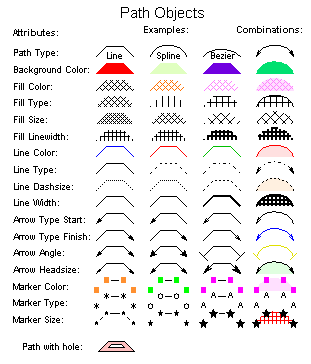 Path Objects
Attributes: Examples: Combinations:
Path Type: Line Spline Bezier
Background Color:
Fill Color:
Fill Type:
Fill Size:
Fill Linewidth:
Line Color:
Line Type:
Line Dashsize:
Line Width:
Arrow Type Start:
Arrow Type Finish:
Arrow Angle:
Arrow Headsize:
Marker Color:
Marker Type: A A A A
Marker Size:
Path with hole: